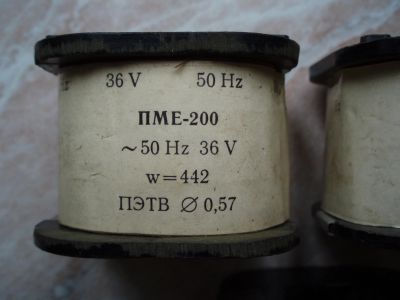 36 V 50 Hz
ПМЕ-200
~50 Hz 36 V
w=442
ПЭТВ ∅ 0,57